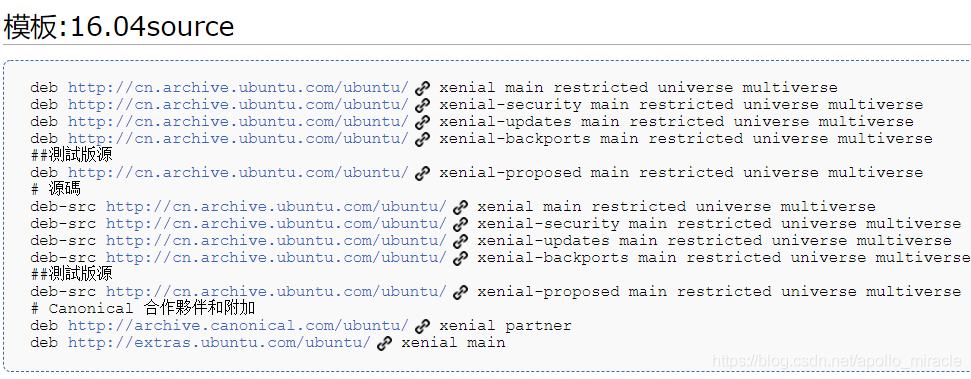 模板:16.04source
deb http://cn.archive.ubuntu.com/ubuntu/ xenial main restricted universe multiverse
deb http://cn.archive.ubuntu.com/ubuntu/ xenial-security main restricted universe multiverse
deb http://cn.archive.ubuntu.com/ubuntu/ xenial-updates main restricted universe multiverse
deb http://cn.archive.ubuntu.com/ubuntu/ xenial-backports main restricted universe multiverse
##測試版源
deb http://cn.archive.ubuntu.com/ubuntu/ xenial-proposed main restricted universe multiverse
# 源碼
deb-src http://cn.archive.ubuntu.com/ubuntu/ xenial main restricted universe multiverse
deb-src http://cn.archive.ubuntu.com/ubuntu/ xenial-security main restricted universe multiverse
deb-src http://cn.archive.ubuntu.com/ubuntu/ xenial-updates main restricted universe multiverse
deb-src http://cn.archive.ubuntu.com/ubuntu/ xenial-backports main restricted universe multiverse
##測試版源
deb-src http://cn.archive.ubuntu.com/ubuntu/ xenial-proposed main restricted universe multiverse
# Canonical 合作夥伴和附加
deb http://archive.canonical.com/ubuntu/ xenial partner
deb http://extras.ubuntu.com/ubuntu/ xenial main
https://blog.csdn.net/apollo_miracle